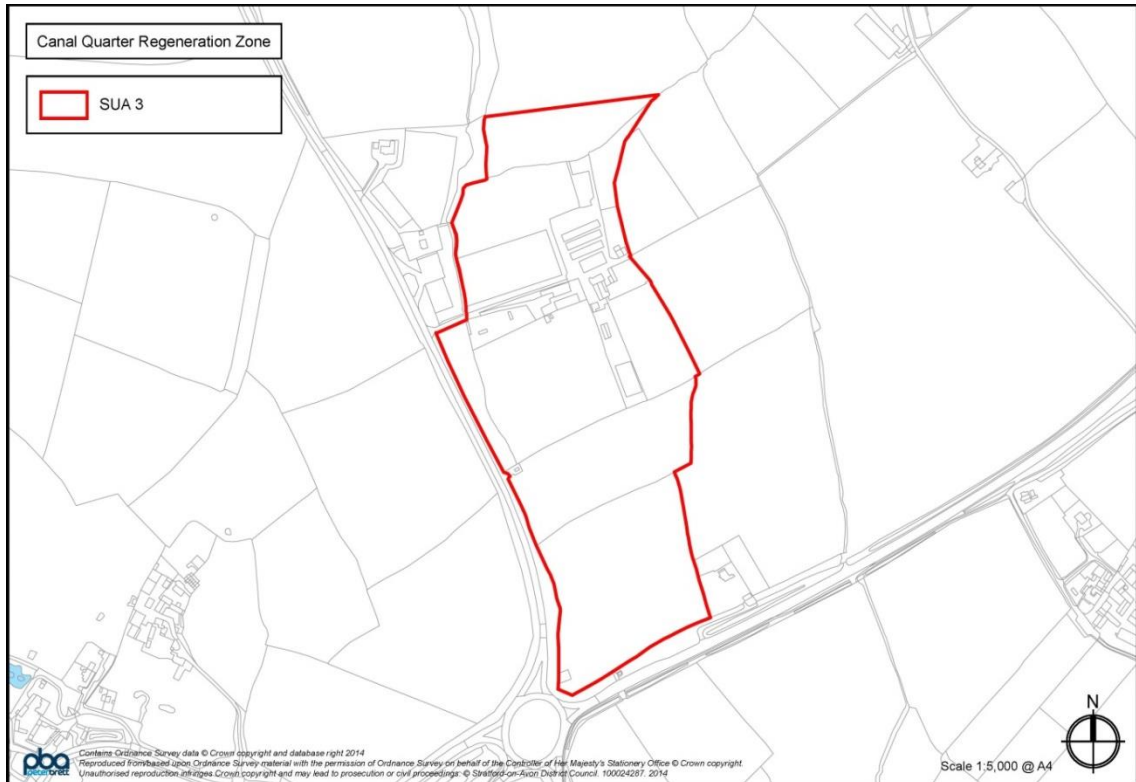 Canal Quarter Regeneration Zone
SUA 3
N
pba
peterbrett
Contains Ordnance Survey data © Crown copyright and database right 2014
Reproduced from/based upon Ordnance Survey material with the permission of Ordnance Survey on behalf of the Controller of Her Majesty's Stationery Office © Crown copyright.
Unauthorised reproduction infringes Crown copyright and may lead to prosecution or civil proceedings. © Stratford-on-Avon District Council. 100024287. 2014
Scale 1:5,000 @ A4